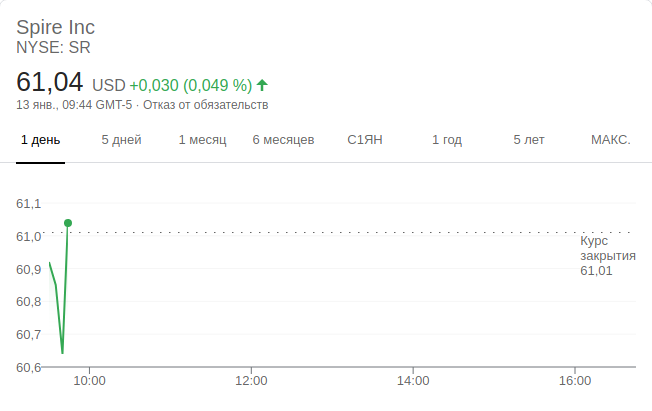 Spire Inc
NYSE: SR
61,04 USD +0,030 (0,049 %)
13 янв., 09:44 GMT-5 · Отказ от обязательств
1 день 5 дней 1 месяц 6 месяцев С1ЯН 1 год 5 лет МАКС.
61,1
61,0
Курс
закрытия
61,01
60,9
60,8
60,7
60,6
10:00 12:00 14:00 16:00